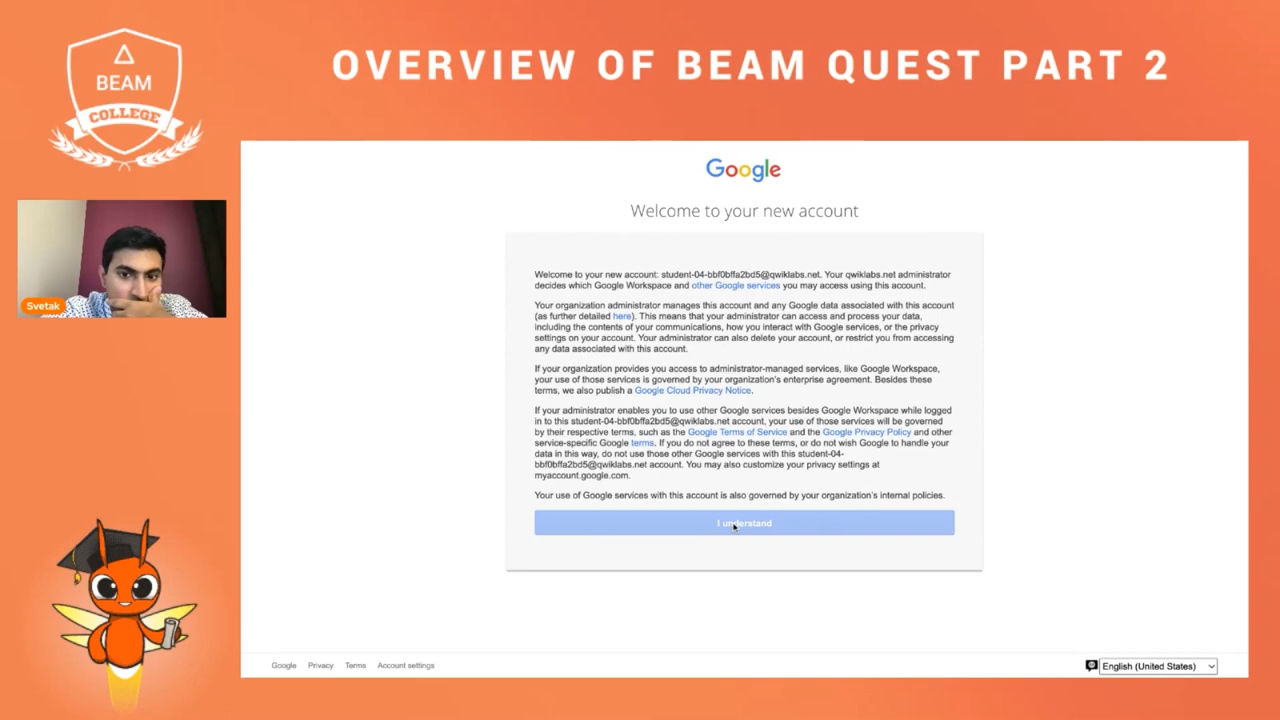 OVERVIEW OF BEAM QUEST PART 2
BEAM
COLLEGE
Svetak
Google
Welcome to your new account
Welcome to your new account: student-04-bbf0bffa2bd5@qwiklabs.net. Your qwiklabs.net administrator
decides which Google Workspace and other Google services you may access using this account.
Your organization administrator manages this account and any Google data associated with this account
(as further detailed here). This means that your administrator can access and process your data,
including the contents of your communications, how you interact with Google services, or the privacy
settings on your account. Your administrator can also delete your account, or restrict you from accessing
any data associated with this account.
If your organization provides you access to administrator-managed services, like Google Workspace,
your use of those services is governed by your organization's enterprise agreement. Besides these
terms, we also publish a Google Cloud Privacy Notice.
If your administrator enables you to use other Google services besides Google Workspace while logged
in to this student-04-bbf0bffa2bd5@qwiklabs.net account, your use of those services will be governed
by their respective terms, such as the Google Terms of Service and the Google Privacy Policy and other
service-specific Google terms. If you do not agree to these terms, or do not wish Google to handle your
data in this way, do not use those other Google services with this student-04-
bbf0bffa2bd5@qwiklabs.net account. You may also customize your privacy settings at
myaccount.google.com.
Your use of Google services with this account is also governed by your organization's internal policies.
I understand
Google Privacy Terms Account settings
English (United States)